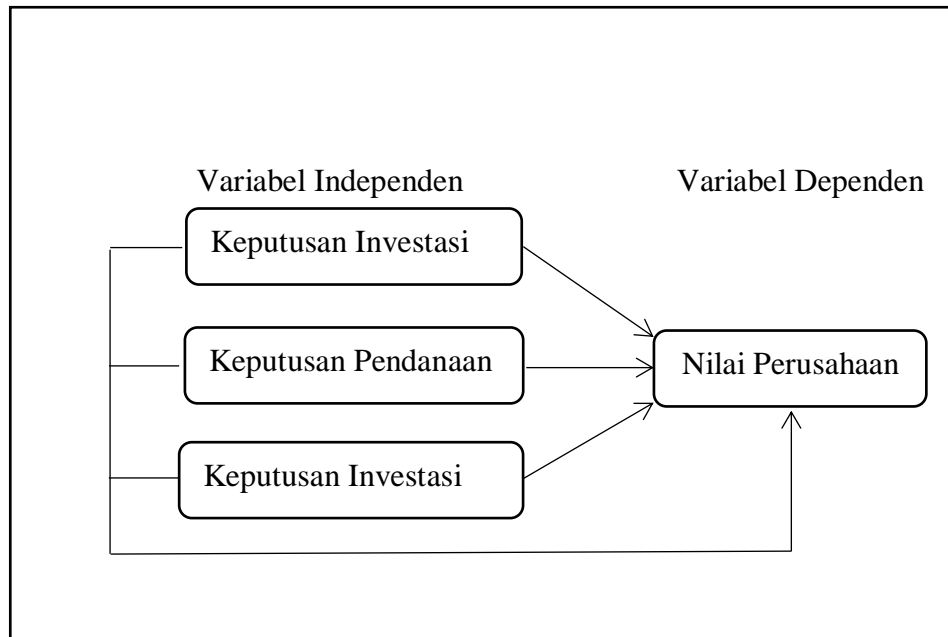 Variabel Independen
Variabel Dependen
Keputusan Investasi
Keputusan Pendanaan
Nilai Perusahaan
Keputusan Investasi